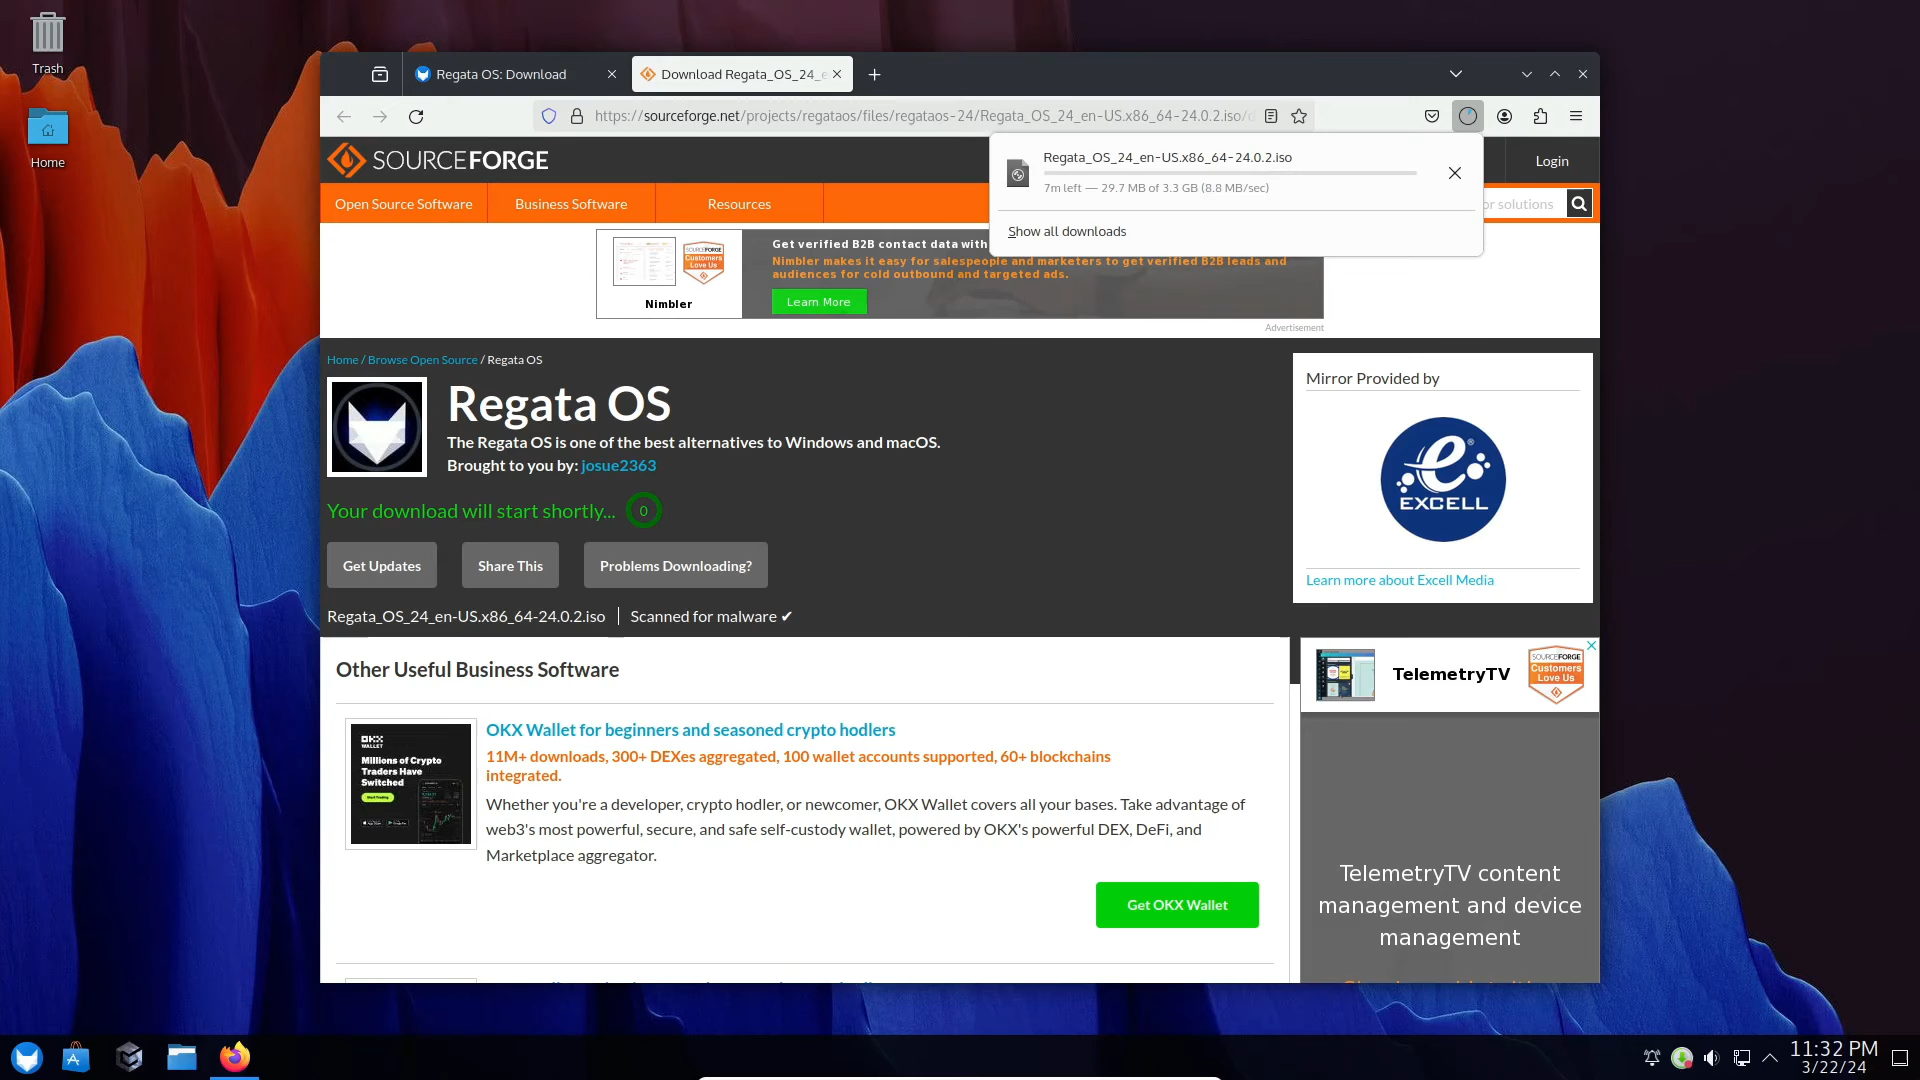 Trash
Home
Regata OS: Download
Download Regata_OS_24_e
https://sourceforge.net/projects/regataos/files/regataos-24/Regata_OS_24_en-US.x86_64-24.0.2.iso/d
SOURCEFORGE
Login
Regata_OS_24_en-US.x86_64-24.0.2.iso
7m left — 29.7 MB of 3.3 GB (8.8 MB/sec)
Show all downloads
Open Source Software
Business Software
Resources
or solutions
SOURCEFORGE
Customers
Love Us
Nimbler
Get verified B2B contact data with
Nimbler makes it easy for salespeople and marketers to get verified B2B leads and
audiences for cold outbound and targeted ads.
Learn More
Advertisement
Home / Browse Open Source / Regata OS
Regata OS
The Regata OS is one of the best alternatives to Windows and macOS.
Brought to you by: josue2363
Your download will start shortly... 0
Get Updates
Share This
Problems Downloading?
Regata_OS_24_en-US.x86_64-24.0.2.iso
Scanned for malware ✔
Mirror Provided by
e®
EXCELL
Learn more about Excell Media
Other Useful Business Software
OKX
WALLET
Millions of Crypto
Traders Have
Switched
Start Trading
OKX Wallet for beginners and seasoned crypto hodlers
11M+ downloads, 300+ DEXes aggregated, 100 wallet accounts supported, 60+ blockchains
integrated.
Whether you're a developer, crypto hodler, or newcomer, OKX Wallet covers all your bases. Take advantage of
web3's most powerful, secure, and safe self-custody wallet, powered by OKX's powerful DEX, DeFi, and
Marketplace aggregator.
Get OKX Wallet
TelemetryTV
SOURCEFORGE
Customers
Love Us
TelemetryTV content
management and device
management
11:32 PM
3/22/24